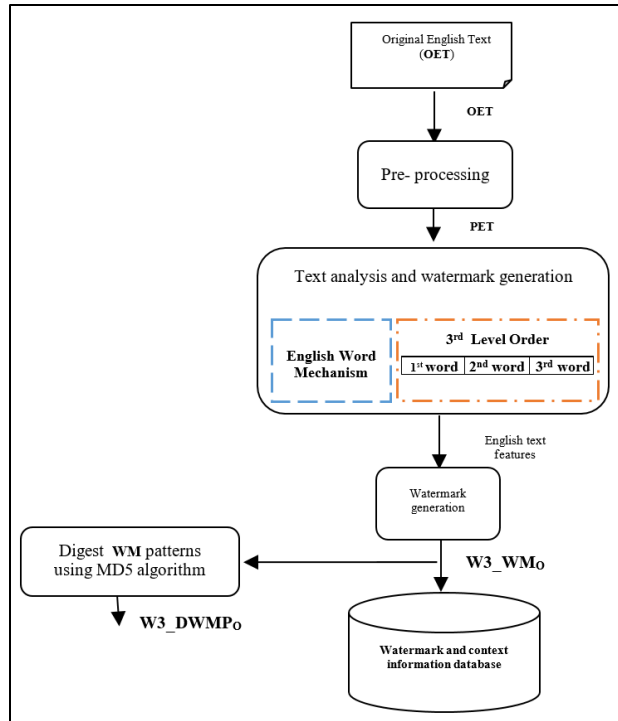 Original English Text
(OET)
OET
Pre- processing
PET
Text analysis and watermark generation
English Word
Mechanism
3rd Level Order
1st word 2nd word 3rd word
English text
features
Watermark
generation
Digest WM patterns
using MD5 algorithm
W3_WMO
W3_DWMPO
Watermark and context
information database